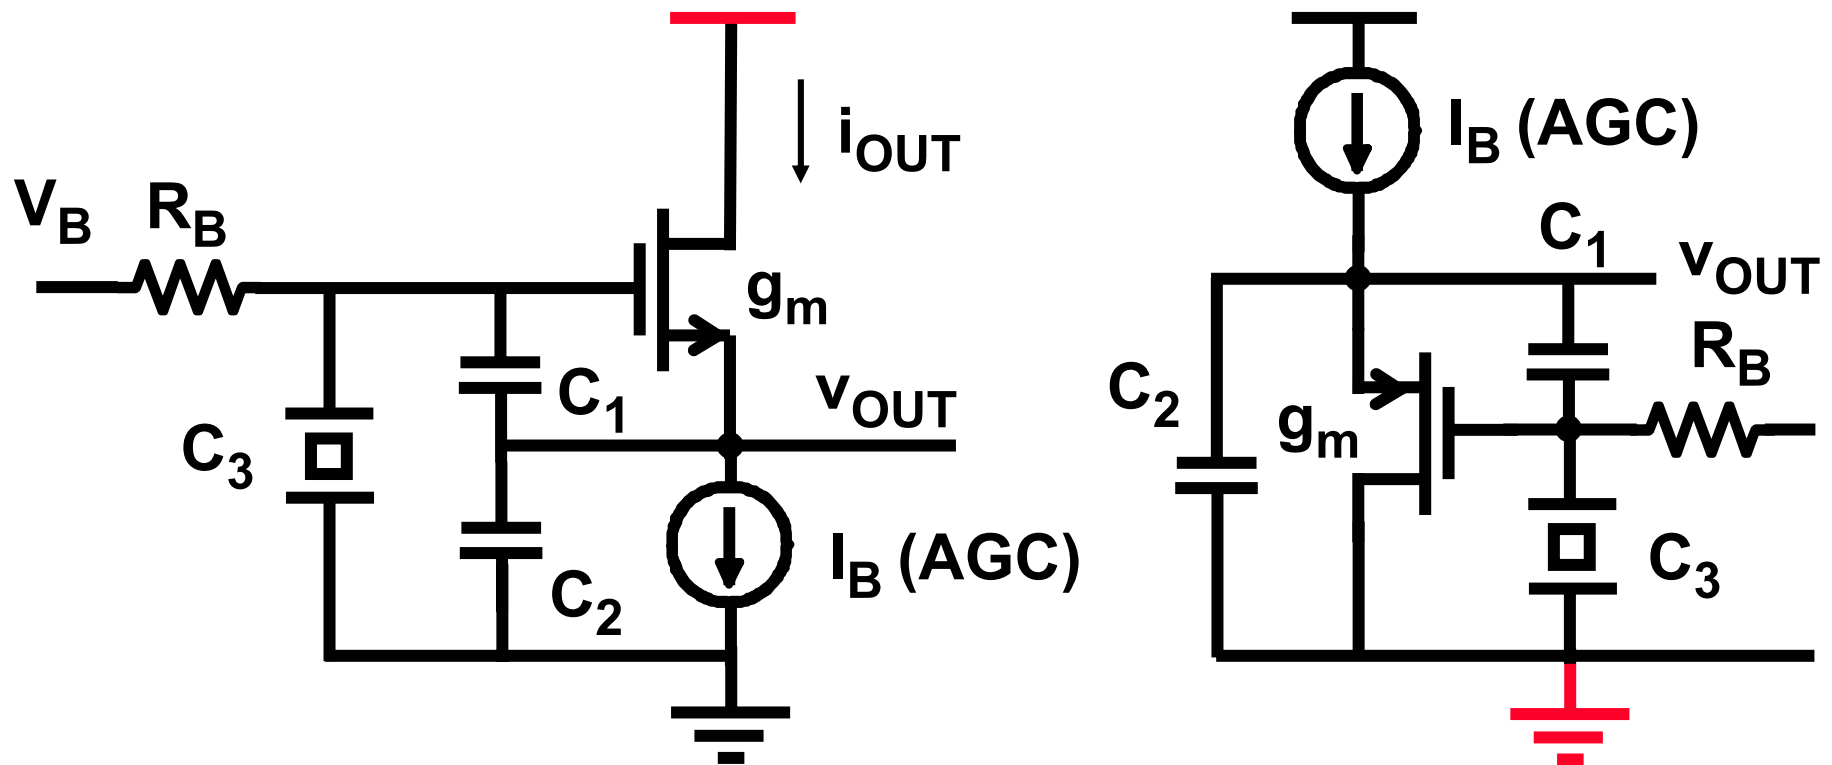 V_B
R_B
i_OUT
g_m
C_1
v_OUT
C_3
C_2
I_B (AGC)
I_B (AGC)
C_1
v_OUT
R_B
C_2
g_m
C_3